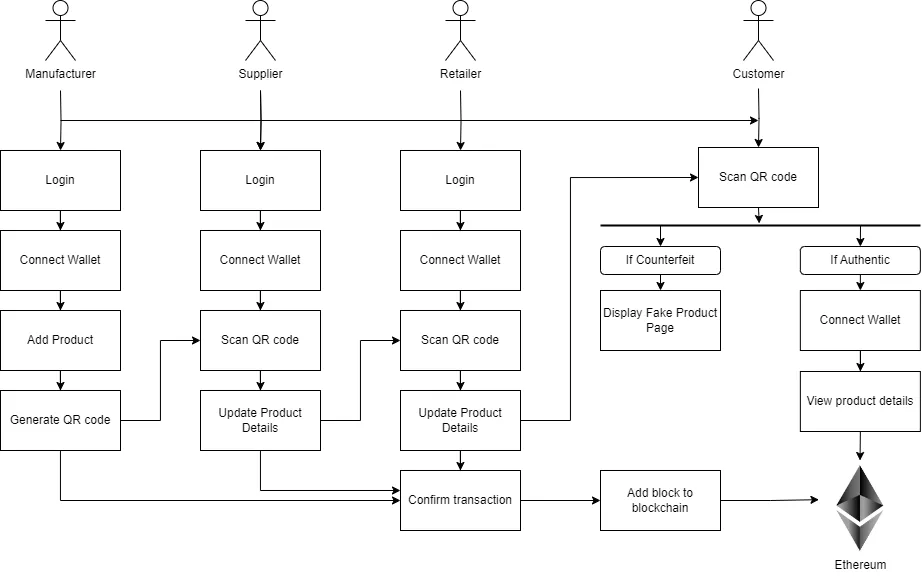 Manufacturer
Supplier
Retailer
Customer
Login
Login
Login
Scan QR code
Connect Wallet
Connect Wallet
Connect Wallet
If Counterfeit
If Authentic
Add Product
Scan QR code
Scan QR code
Display Fake Product
Page
Connect Wallet
Generate QR code
Update Product
Details
Update Product
Details
View product details
Confirm transaction
Add block to
blockchain
Ethereum